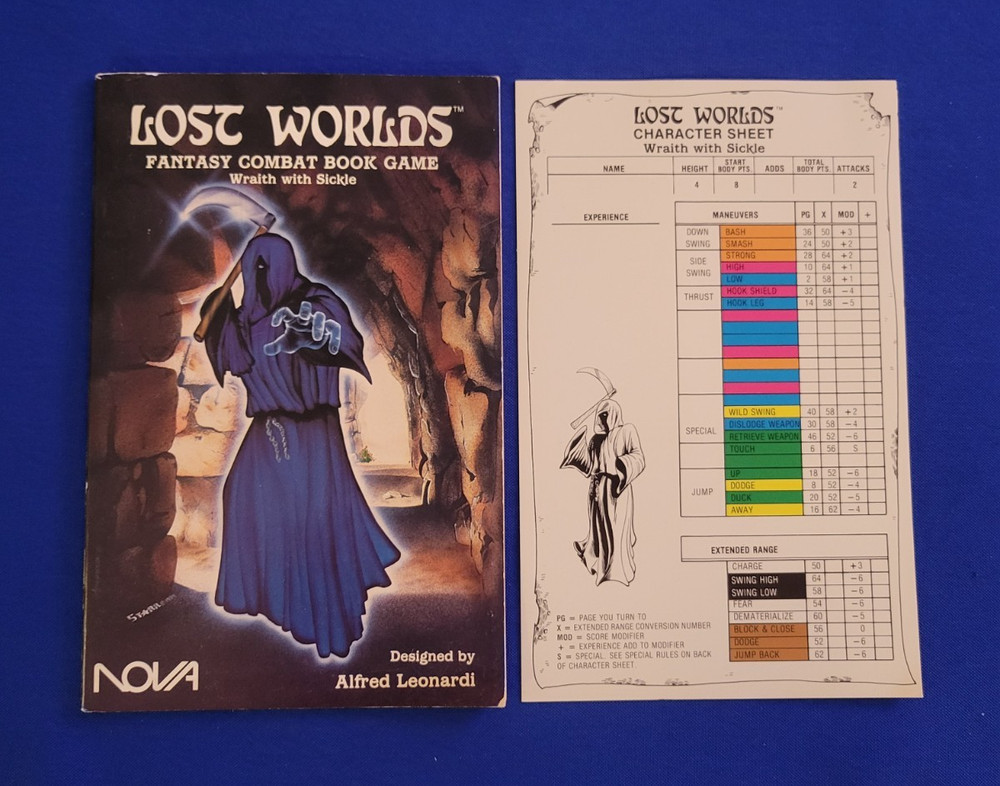 LOST WORLDS™
FANTASY COMBAT BOOK GAME
Wraith with Sickle
NOVA
Designed by
Alfred Leonardi
LOST WORLDS™
CHARACTER SHEET
Wraith with Sickle
NAME HEIGHT START BODY PTS. ADDS TOTAL BODY PTS. ATTACKS
4 8 2
EXPERIENCE
MANEUVERS PG X MOD +
DOWN SWING
BASH 36 50 +3
SMASH 24 50 +2
SIDE SWING
STRONG 28 64 +2
HIGH 10 64 +1
LOW 2 58 +1
THRUST
HOOK SHIELD 32 64 -4
HOOK LEG 14 58 -5
SPECIAL
WILD SWING 40 58 +2
DISLODGE WEAPON 30 58 -4
RETRIEVE WEAPON 46 52 -6
TOUCH 6 56 S
JUMP
UP 18 52 -6
DODGE 8 52 -4
DUCK 20 52 -5
AWAY 16 62 -4
EXTENDED RANGE
CHARGE 50 +3
SWING HIGH 64 -6
SWING LOW 58 -6
FEAR 54 -6
DEMATERIALIZE 60 -5
BLOCK & CLOSE 56 0
DODGE 52 -6
JUMP BACK 62 -6
PG = PAGE YOU TURN TO
X = EXTENDED RANGE CONVERSION NUMBER
MOD = SCORE MODIFIER
+ = EXPERIENCE ADD TO MODIFIER
S = SPECIAL. SEE SPECIAL RULES ON BACK
OF CHARACTER SHEET.